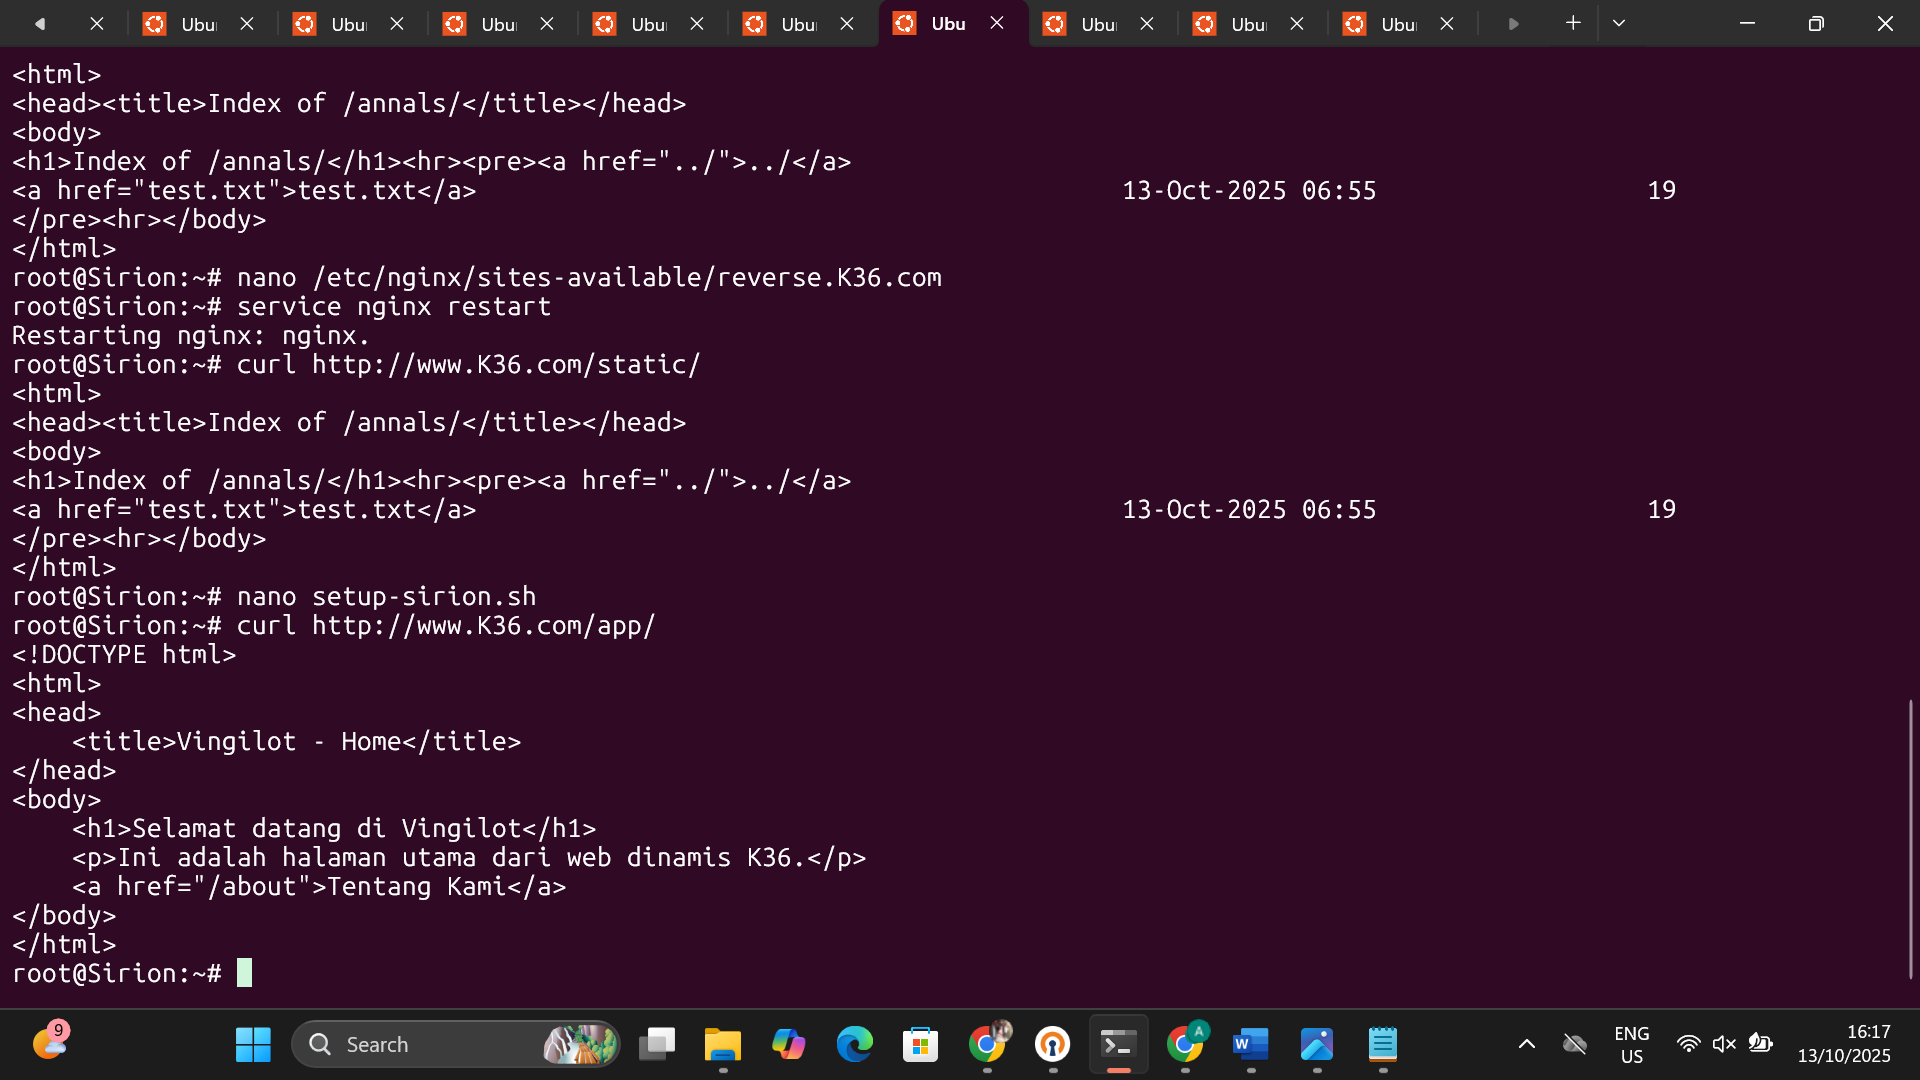 Ubu Ubu Ubu Ubu Ubu Ubu Ubu Ubu Ubu
<html>
<head><title>Index of /annals/</title></head>
<body>
<h1>Index of /annals/</h1><hr><pre><a href="../">../</a>
<a href="test.txt">test.txt</a>                                           13-Oct-2025 06:55                  19
</pre><hr></body>
</html>
root@Sirion:~# nano /etc/nginx/sites-available/reverse.K36.com
root@Sirion:~# service nginx restart
Restarting nginx: nginx.
root@Sirion:~# curl http://www.K36.com/static/
<html>
<head><title>Index of /annals/</title></head>
<body>
<h1>Index of /annals/</h1><hr><pre><a href="../">../</a>
<a href="test.txt">test.txt</a>                                           13-Oct-2025 06:55                  19
</pre><hr></body>
</html>
root@Sirion:~# nano setup-sirion.sh
root@Sirion:~# curl http://www.K36.com/app/
<!DOCTYPE html>
<html>
<head>
    <title>Vingilot - Home</title>
</head>
<body>
    <h1>Selamat datang di Vingilot</h1>
    <p>Ini adalah halaman utama dari web dinamis K36.</p>
    <a href="/about">Tentang Kami</a>
</body>
</html>
root@Sirion:~#
9
Search
A
W
ENG
US
16:17
13/10/2025